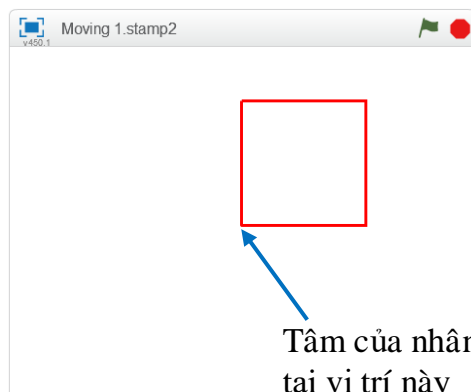 Moving 1.stamp2
v450.1
Tâm của nhân
tại vị trí này